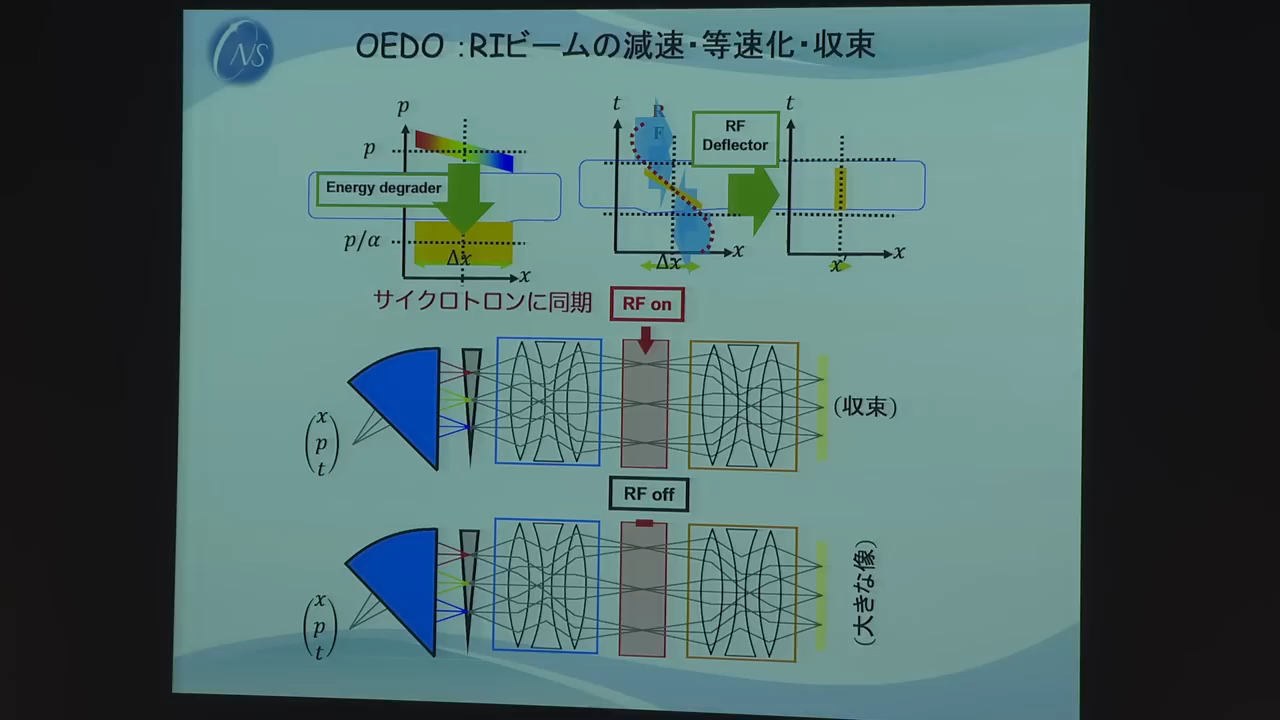 CNS
OEDO :RIビームの減速・等速化・収束
p
p
Energy degrader
p/α
Δx
x
t
R
F
Δx
x
RF
Deflector
t
x'
x
サイクロトロンに同期
RF on
x
p
t
(収束)
RF off
x
p
t
(大きな像)